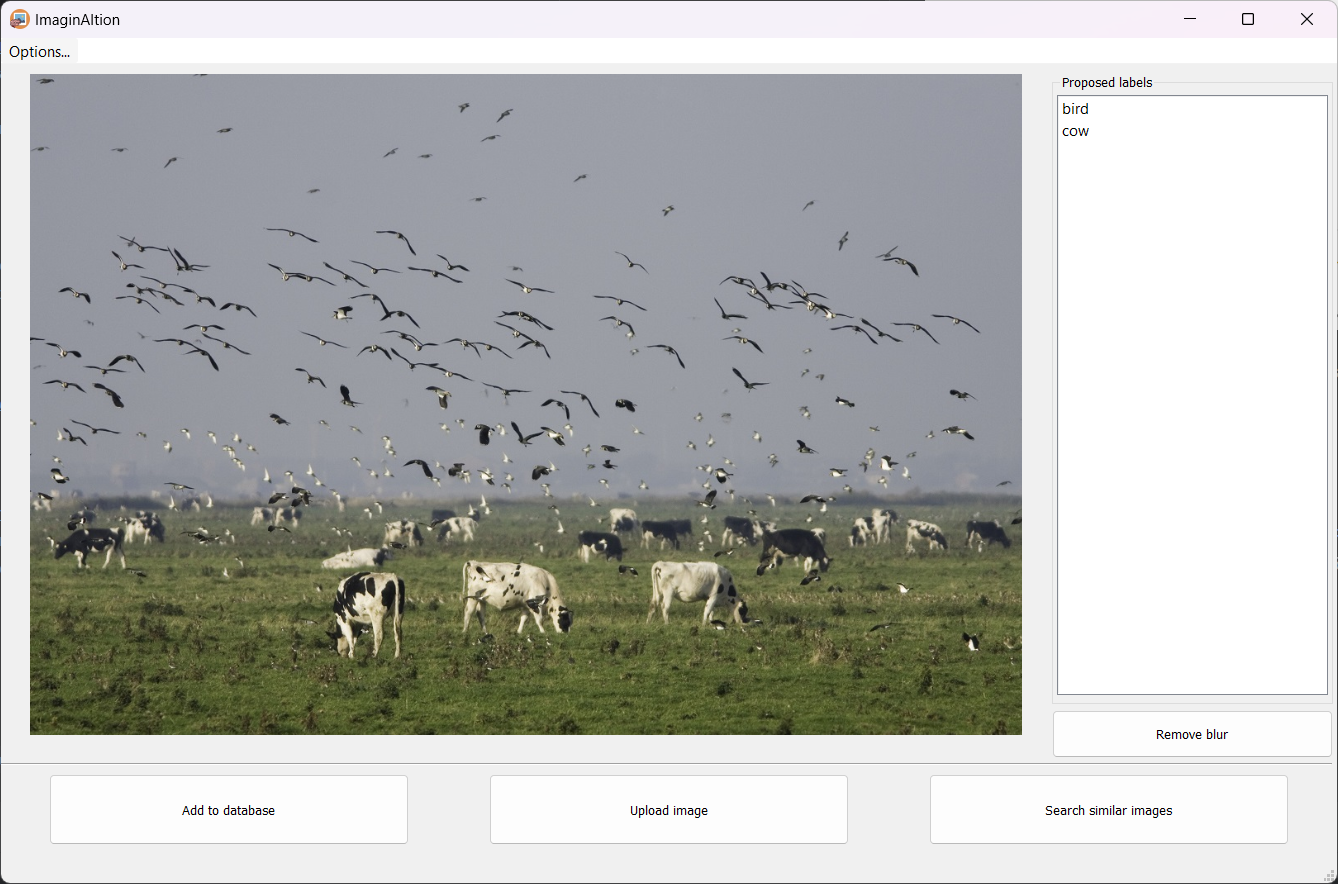 ImaginAItion
Options...
Proposed labels
bird
cow
Remove blur
Add to database
Upload image
Search similar images